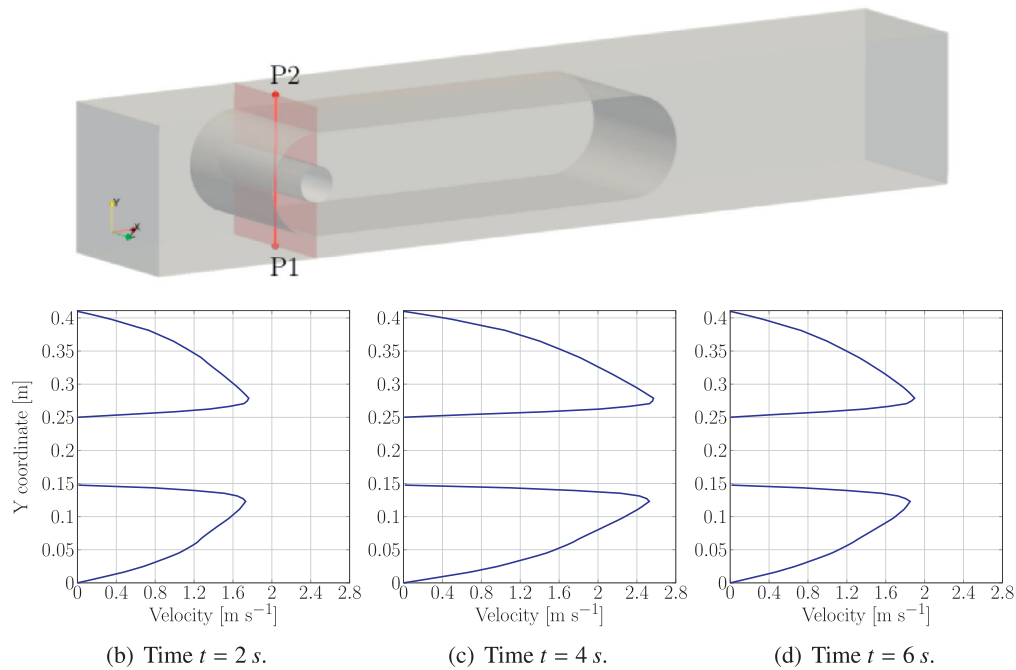 P2
Y
X
Z
P1
Y coordinate [m]
0.4
0.35
0.3
0.25
0.2
0.15
0.1
0.05
0
0 0.4 0.8 1.2 1.6 2 2.4 2.8
Velocity [m s⁻¹]
(b) Time t = 2 s.
0.4
0.35
0.3
0.25
0.2
0.15
0.1
0.05
0
0 0.4 0.8 1.2 1.6 2 2.4 2.8
Velocity [m s⁻¹]
(c) Time t = 4 s.
0.4
0.35
0.3
0.25
0.2
0.15
0.1
0.05
0
0 0.4 0.8 1.2 1.6 2 2.4 2.8
Velocity [m s⁻¹]
(d) Time t = 6 s.